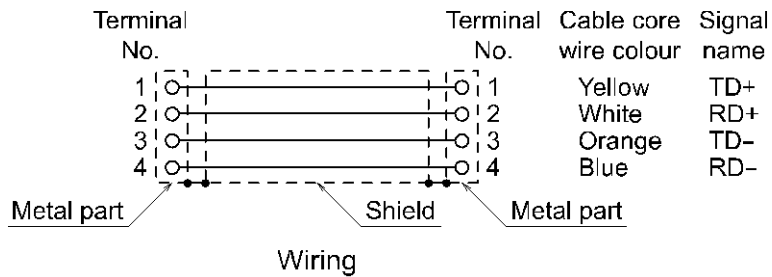 Terminal Terminal Cable core Signal
No. No. wire colour name
1 1 Yellow TD+
2 2 White RD+
3 3 Orange TD−
4 4 Blue RD−
Metal part Shield Metal part
Wiring